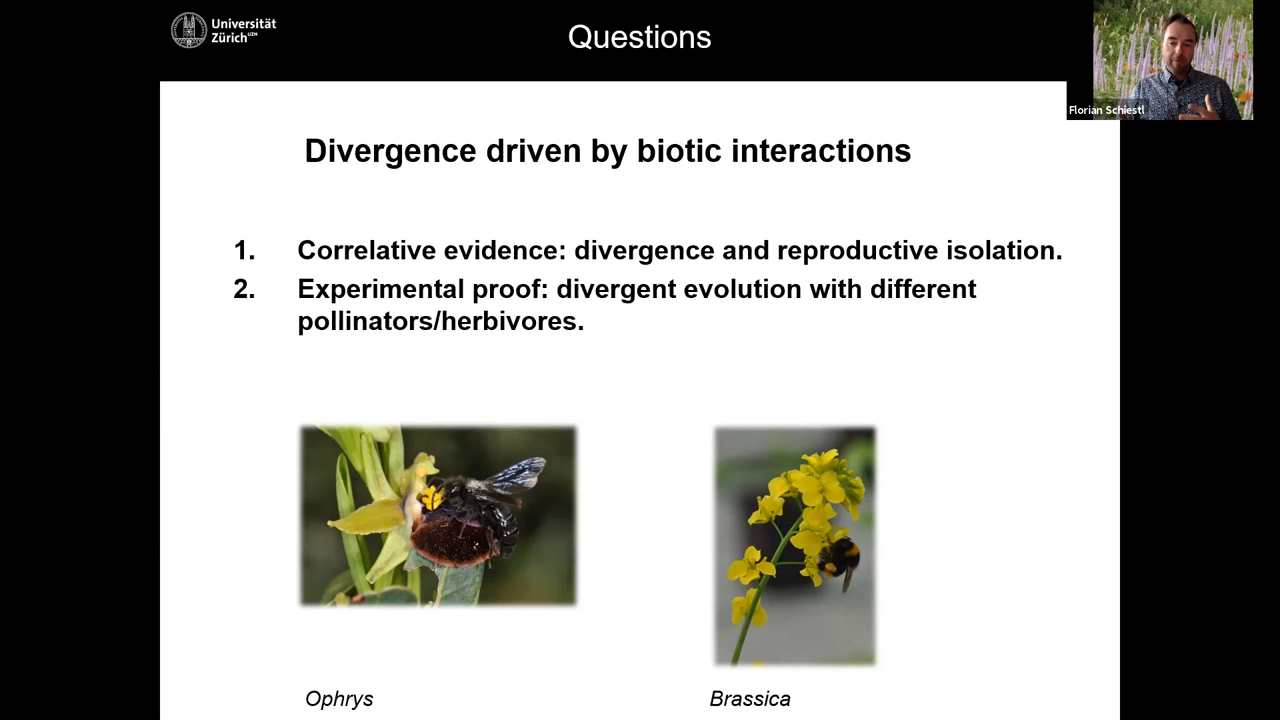 Universität
Zürich UZH
Questions
Florian Schiestl
Divergence driven by biotic interactions
1. Correlative evidence: divergence and reproductive isolation.
2. Experimental proof: divergent evolution with different
pollinators/herbivores.
Ophrys
Brassica